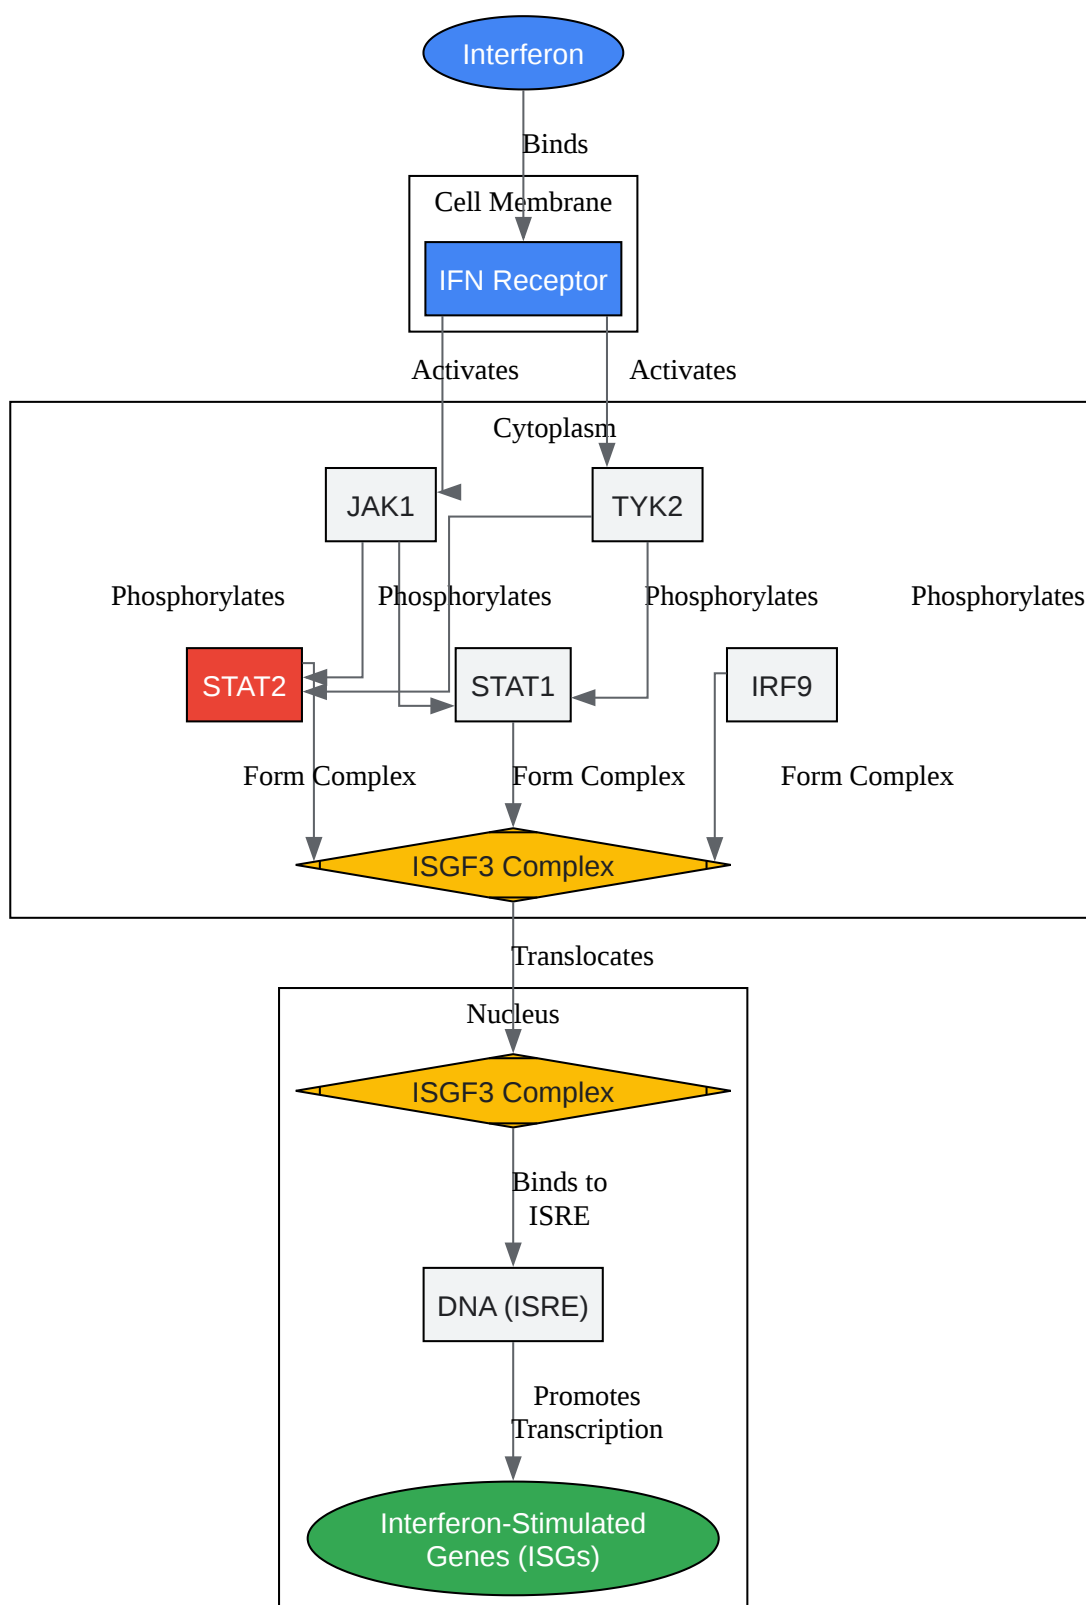 Interferon
Binds
Cell Membrane
IFN Receptor
Activates
Activates
Cytoplasm
JAK1
TYK2
Phosphorylates
Phosphorylates
Phosphorylates
Phosphorylates
STAT2
STAT1
IRF9
Form Complex
Form Complex
Form Complex
ISGF3 Complex
Translocates
Nucleus
ISGF3 Complex
Binds to
ISRE
DNA (ISRE)
Promotes
Transcription
Interferon-Stimulated
Genes (ISGs)